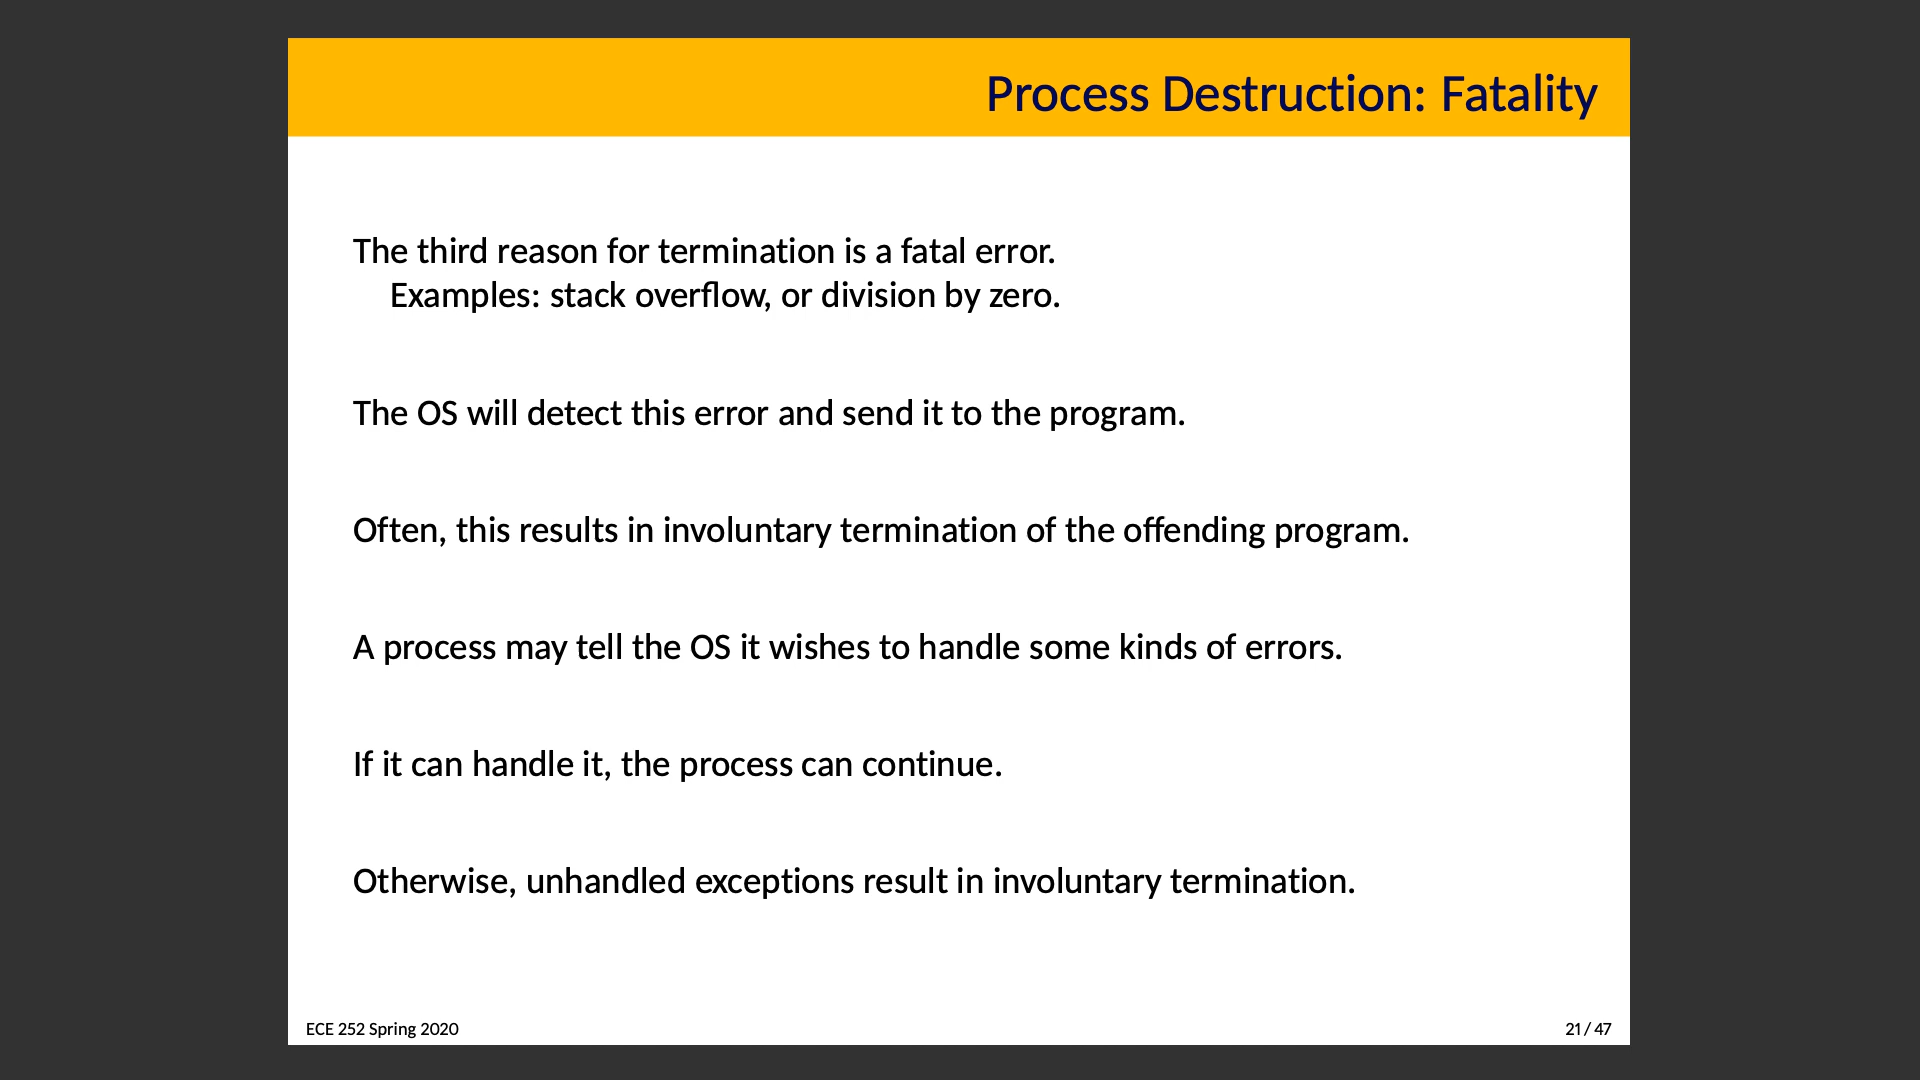 Process Destruction: Fatality
The third reason for termination is a fatal error.
Examples: stack overflow, or division by zero.
The OS will detect this error and send it to the program.
Often, this results in involuntary termination of the offending program.
A process may tell the OS it wishes to handle some kinds of errors.
If it can handle it, the process can continue.
Otherwise, unhandled exceptions result in involuntary termination.
ECE 252 Spring 2020
21 / 47